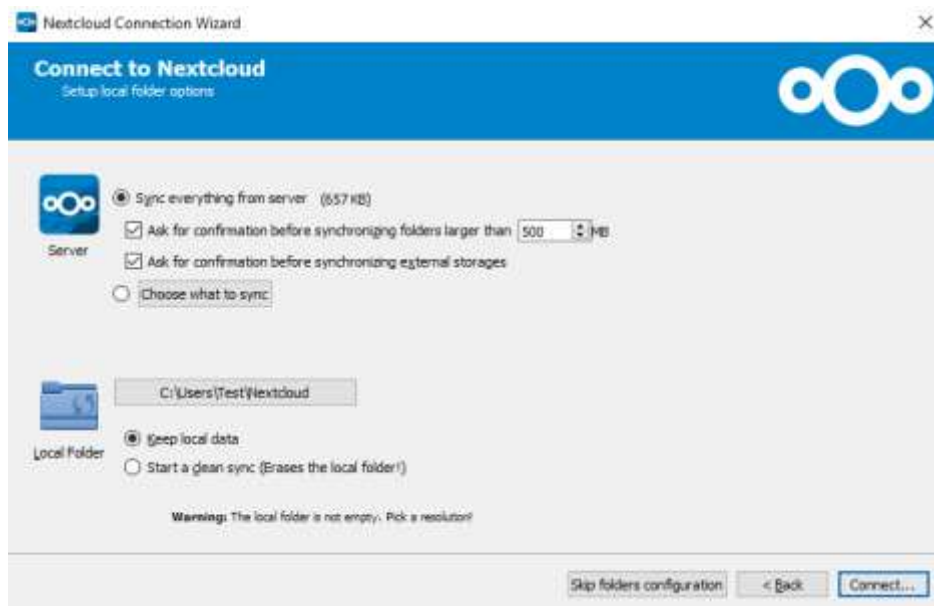 Nextcloud Connection Wizard
Connect to Nextcloud
Setup local folder options
Sync everything from server (657 KB)
Ask for confirmation before synchronizing folders larger than 500 MB
Server
Ask for confirmation before synchronizing external storages
Choose what to sync
C:\Users\Test\Nextcloud
Keep local data
Local Folder
Start a clean sync (Erases the local folder!)
Warning: The local folder is not empty. Pick a resolution!
Skip folders configuration < Back Connect...